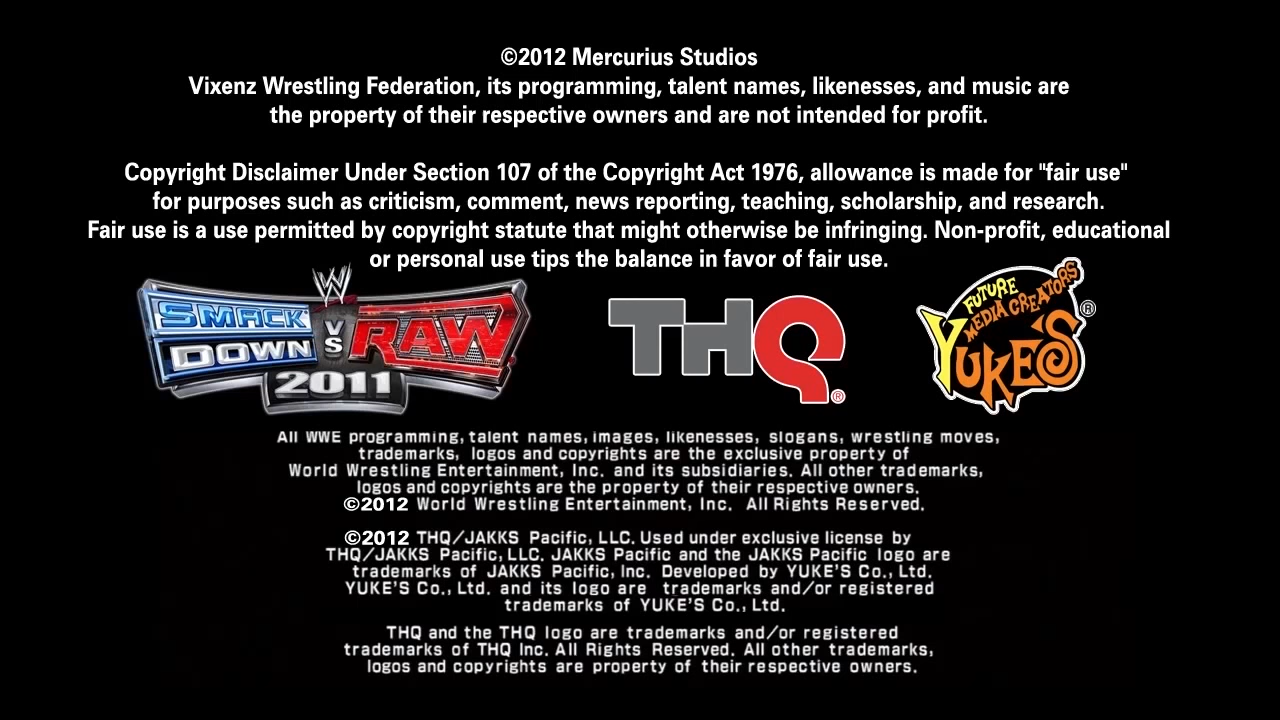 ©2012 Mercurius Studios
Vixenz Wrestling Federation, its programming, talent names, likenesses, and music are
the property of their respective owners and are not intended for profit.
Copyright Disclaimer Under Section 107 of the Copyright Act 1976, allowance is made for "fair use"
for purposes such as criticism, comment, news reporting, teaching, scholarship, and research.
Fair use is a use permitted by copyright statute that might otherwise be infringing. Non-profit, educational
or personal use tips the balance in favor of fair use.
W
SMACK
DOWN
VS
RAW
2011
THQ®
FUTURE
MEDIA CREATORS
YUKE'S®
All WWE programming, talent names, images, likenesses, slogans, wrestling moves,
trademarks, logos and copyrights are the exclusive property of
World Wrestling Entertainment, Inc. and its subsidiaries. All other trademarks,
logos and copyrights are the property of their respective owners.
©2012 World Wrestling Entertainment, Inc. All Rights Reserved.
©2012 THQ/JAKKS Pacific, LLC. Used under exclusive license by
THQ/JAKKS Pacific, LLC. JAKKS Pacific and the JAKKS Pacific logo are
trademarks of JAKKS Pacific, Inc. Developed by YUKE'S Co., Ltd.
YUKE'S Co., Ltd. and its logo are trademarks and/or registered
trademarks of YUKE'S Co., Ltd.
THQ and the THQ logo are trademarks and/or registered
trademarks of THQ Inc. All Rights Reserved. All other trademarks,
logos and copyrights are property of their respective owners.